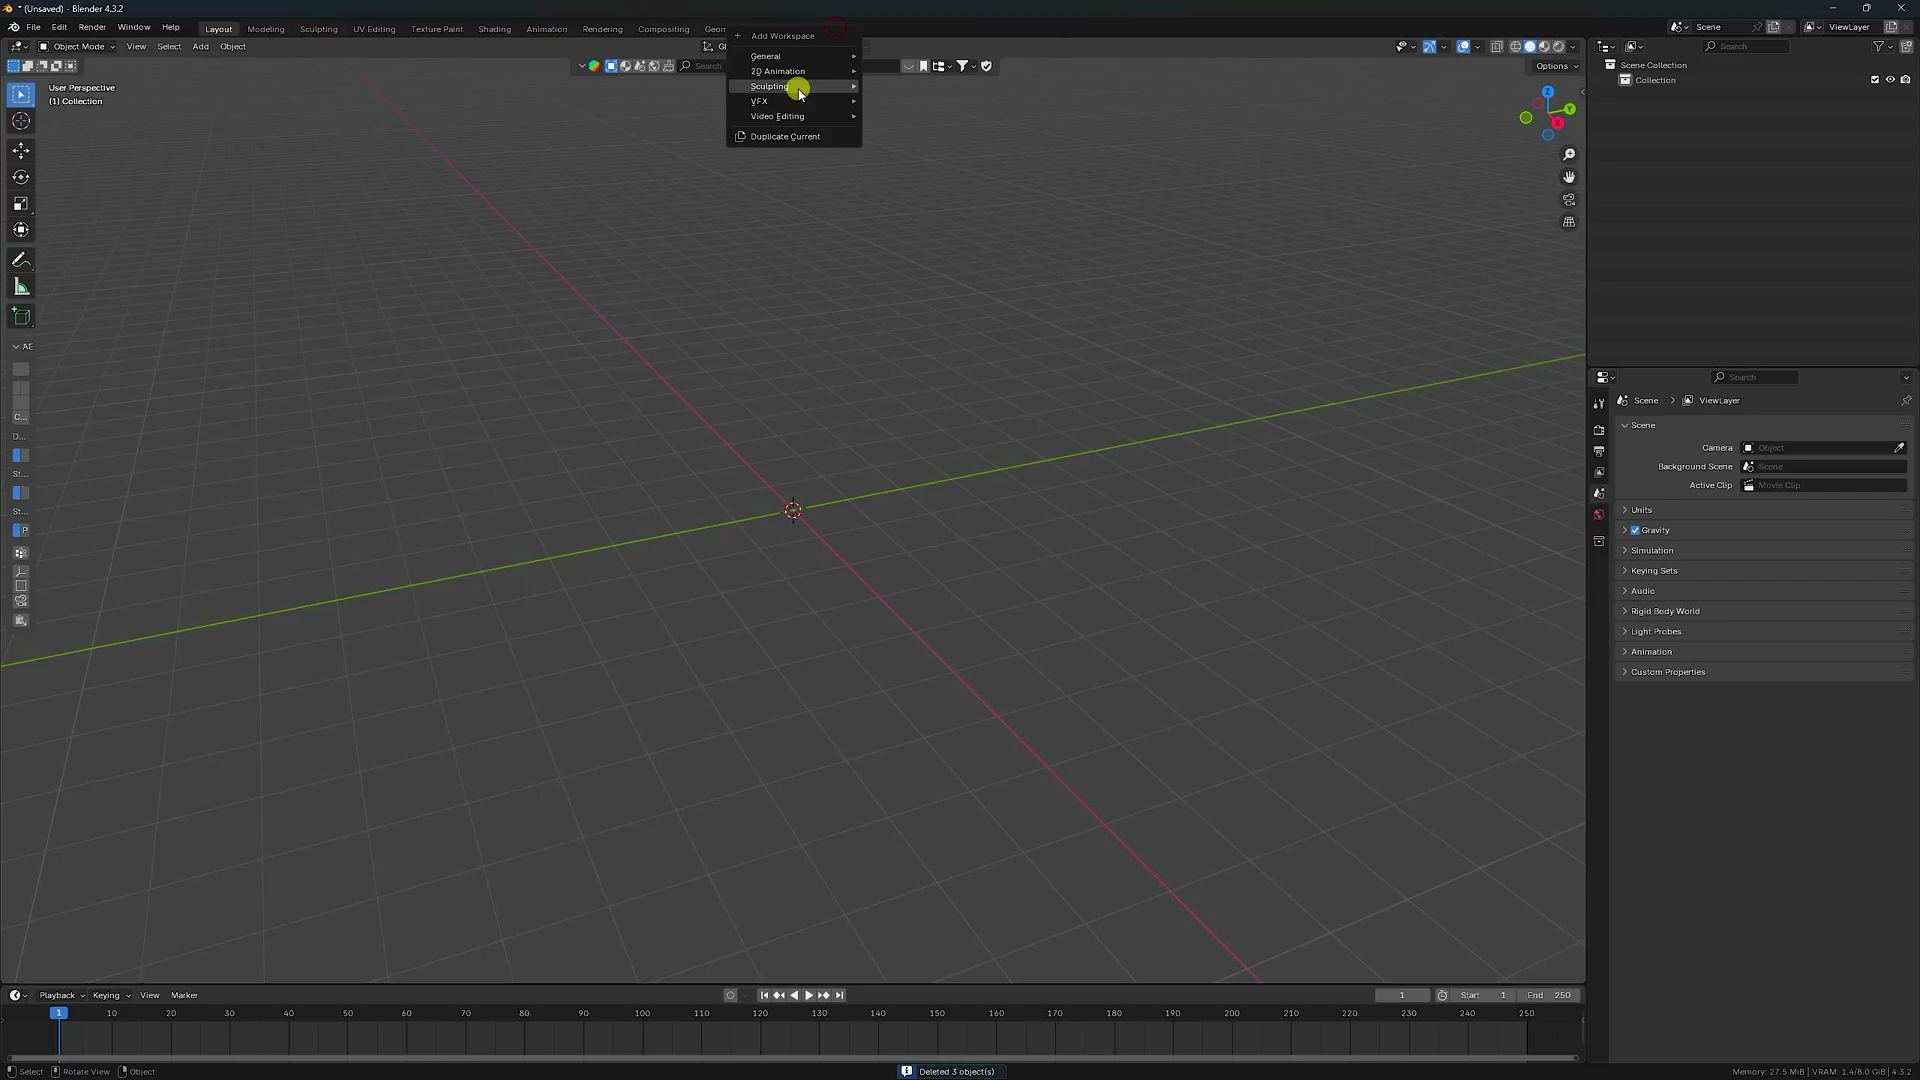 * (Unsaved) - Blender 4.3.2
File Edit Render Window Help Layout Modeling Sculpting UV Editing Texture Paint Shading Animation Rendering Compositing Scene ViewLayer
Add Workspace
General
2D Animation
Sculpting
VFX
Video Editing
Duplicate Current
Object Mode View Select Add Object
Search
Options
User Perspective
(1) Collection
Z
Y
X
AE
C...
D...
St...
St...
P
Search
Scene Collection
Collection
Search
Scene > ViewLayer
Scene
Camera Object
Background Scene Scene
Active Clip Movie Clip
Units
Gravity
Simulation
Keying Sets
Audio
Rigid Body World
Light Probes
Animation
Custom Properties
Playback Keying View Marker 1 Start 1 End 250
1 10 20 30 40 50 60 70 80 90 100 110 120 130 140 150 160 170 180 190 200 210 220 230 240 250
Select Rotate View Object Deleted 3 object(s) Memory: 27.5 MiB | VRAM: 1.4/8.0 GiB | 4.3.2